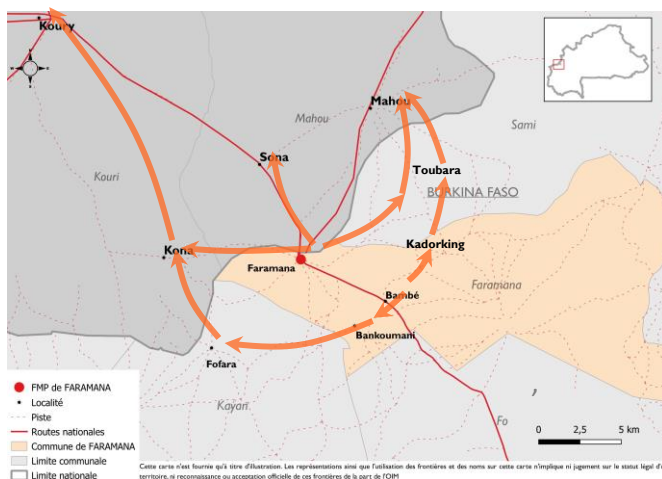 Koury
Mahou
Mahou
Sami
Sona
Kouri
Toubara
BURKINA FASO
Kadorking
Kona
Faramana
Faramana
Bambé
Bankoumani
Fofara
Kayan
Fo
,
FMP de FARAMANA
Localité
Piste
Routes nationales
Commune de FARAMANA
Limite communale
Limite nationale
0 2,5 5 km
Cette carte n'est fournie qu'à titre d'illustration. Les représentations ainsi que l'utilisation des frontières et des noms sur cette carte n'implique ni jugement sur le statut légal d'
territoire, ni reconnaissance ou acceptation officielle de ces frontières de la part de l'OIM